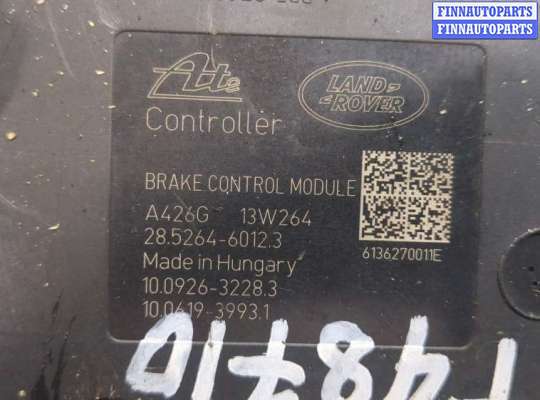 FINNAUTOPARTS
FINNAUTOPARTS
Ate
LAND
ROVER
Controller
BRAKE CONTROL MODULE
A426G 13W264
28.5264-6012.3
Made in Hungary
6136270011E
10.0926-3228.3
10.0619-3993.1